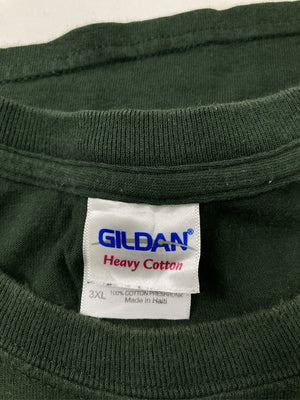 GILDAN®
Heavy Cotton
3XL 100% COTTON PRESHRUNK
Made in Haiti